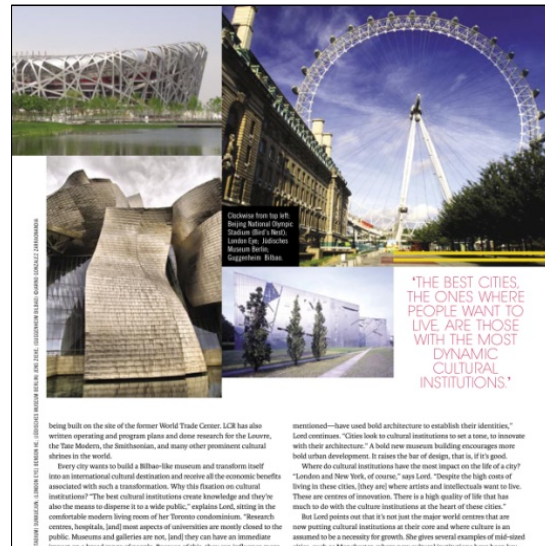 Clockwise from top left:
Beijing National Olympic
Stadium (Bird's Nest),
London Eye; Jüdisches
Museum Berlin;
Guggenheim Bilbao.
'THE BEST CITIES,
THE ONES WHERE
PEOPLE WANT TO
LIVE, ARE THOSE
WITH THE MOST
DYNAMIC
CULTURAL
INSTITUTIONS.'
being built on the site of the former World Trade Center. LCR has also
written operating and program plans and done research for the Louvre,
the Tate Modern, the Smithsonian, and many other prominent cultural
shrines in the world.
Every city wants to build a Bilbao-like museum and transform itself
into an international destination and receive all the economic benefits
associated with such a transformation. Why this fixation on cultural
institutions? "The best cultural institutions create knowledge and they're
also the means to disperse it to a wide public," explains Lord, sitting in the
comfortable modern living room of her Toronto condominium. "Research
centres, hospitals, [and] most aspects of universities are mostly closed to the
public. Museums and galleries are not, [and] they can have an immediate
mentioned—have used bold architecture to establish their identities,"
Lord continues. "Cities look to cultural institutions to set a tone, to innovate
with their architecture." A bold new museum building encourages more
bold urban development. It raises the bar of design, that is, if it's good.
Where do cultural institutions have the most impact on the life of a city?
"London and New York, of course," says Lord. "Despite the high costs of
living in these cities, [they are] where artists and intellectuals want to live.
These are centres of innovation. There is a high quality of life that has
much to do with the culture institutions at the heart of these cities."
But Lord points out that it's not just the major world centres that are
now putting cultural institutions at their core and where culture is an
assumed to be a necessity for growth. She gives several examples of mid-sized